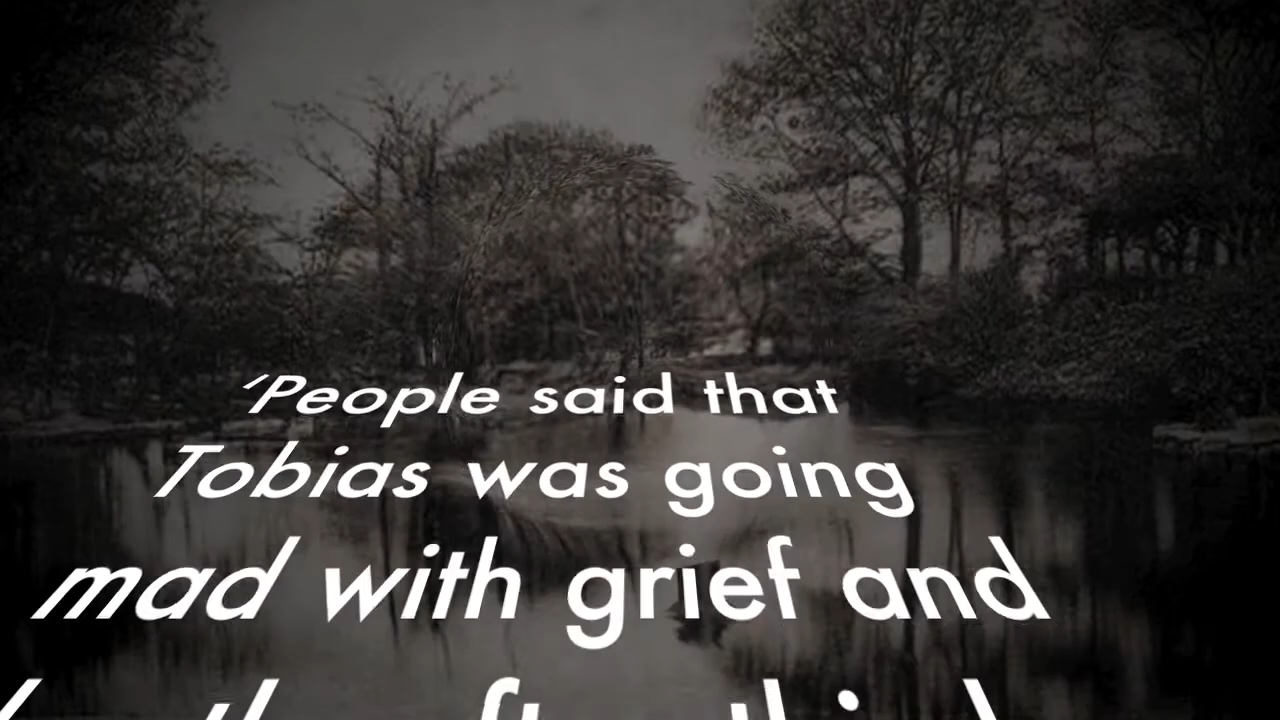 ‘People said that
Tobias was going
mad with grief and